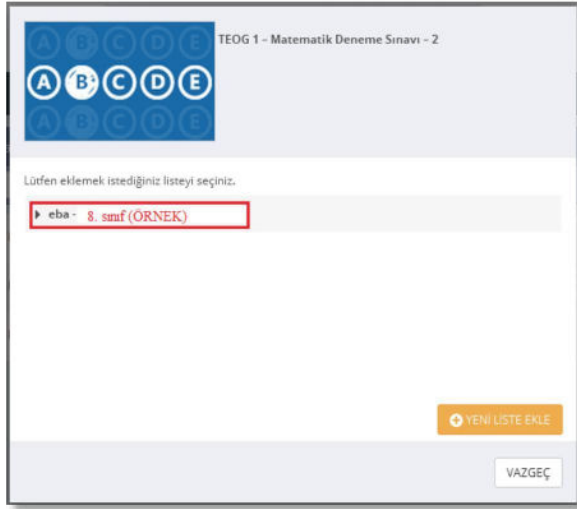 TEOG 1 - Matematik Deneme Sınavı - 2
A B C D E
A B C D E
A B C D E
Lütfen eklemek istediğiniz listeyi seçiniz.
eba - 8. sınıf (ÖRNEK)
YENİ LİSTE EKLE
VAZGEÇ